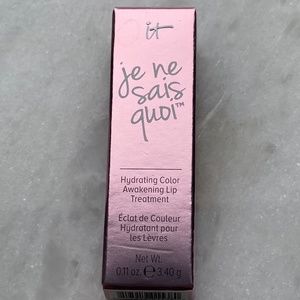 it
je ne
sais
quoi™
Hydrating Color
Awakening Lip
Treatment
Éclat de Couleur
Hydratant pour
les Lèvres
Net Wt.
0.11 oz. ℮ 3.40 g